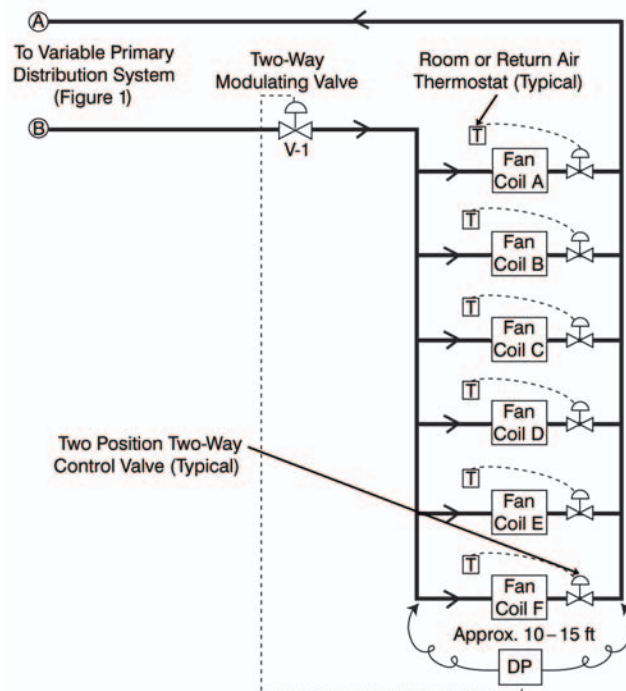 A
To Variable Primary
Distribution System
(Figure 1)
B
Two-Way
Modulating Valve
V-1
Room or Return Air
Thermostat (Typical)
T
Fan
Coil A
T
Fan
Coil B
T
Fan
Coil C
T
Fan
Coil D
Two Position Two-Way
Control Valve (Typical)
T
Fan
Coil E
T
Fan
Coil F
Approx. 10–15 ft
DP